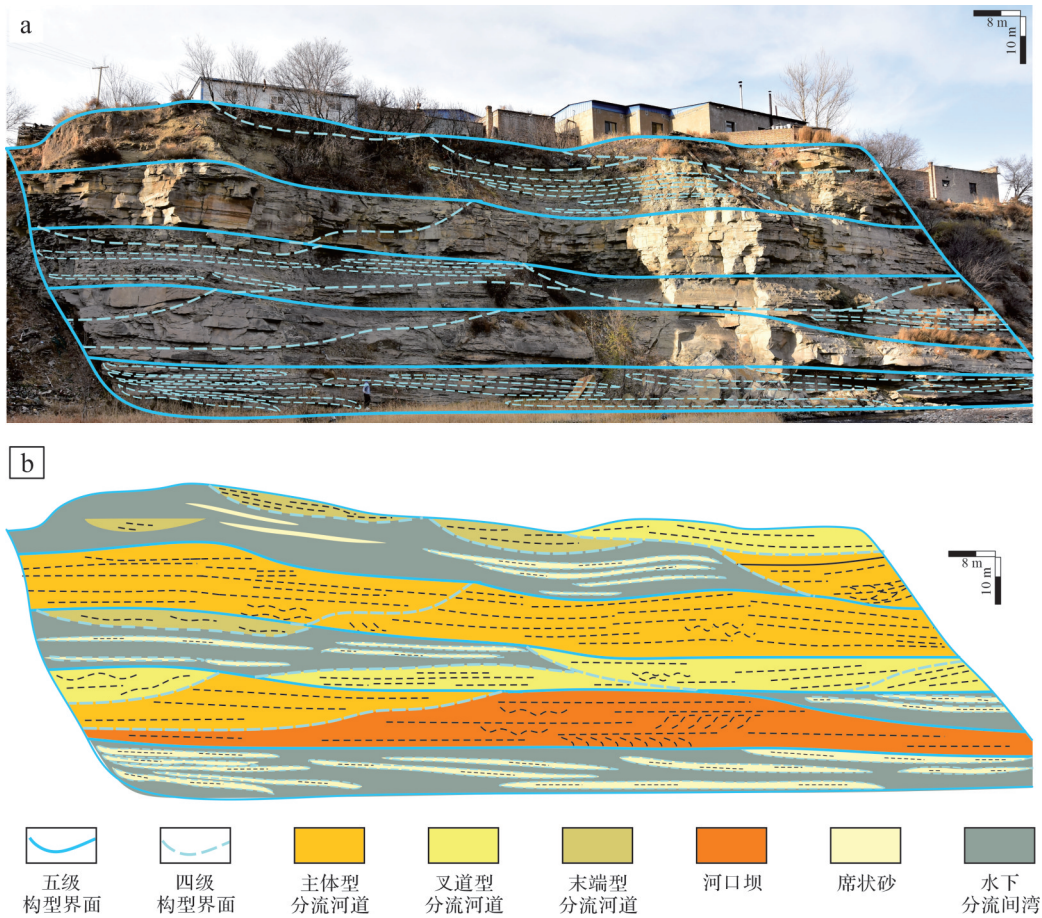 a
8 m
10 m
b
8 m
10 m
五级
构型界面
四级
构型界面
主体型
分流河道
叉道型
分流河道
末端型
分流河道
河口坝
席状砂
水下
分流间湾